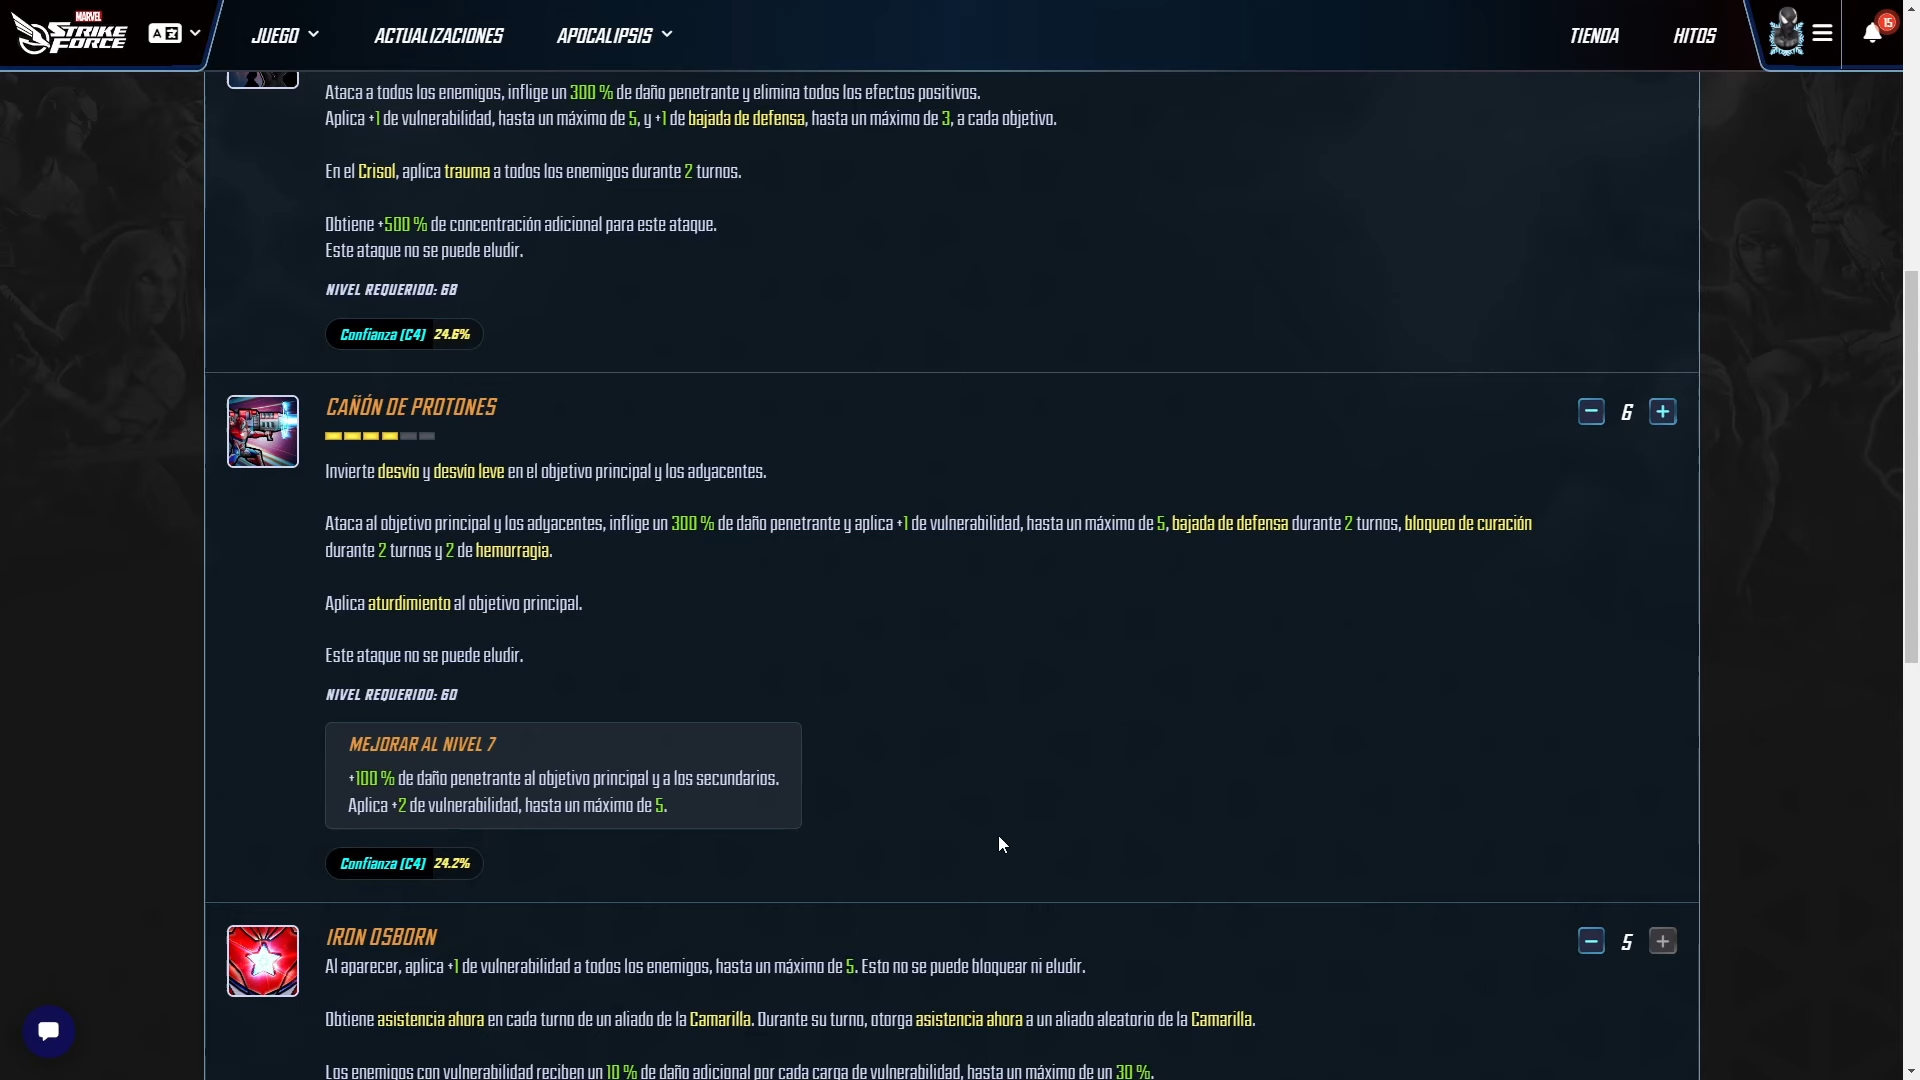 MARVEL
STRIKE
FORCE
JUEGO
ACTUALIZACIONES
APOCALIPSIS
TIENDA
HITOS
15
Ataca a todos los enemigos, inflige un 300 % de daño penetrante y elimina todos los efectos positivos.
Aplica +1 de vulnerabilidad, hasta un máximo de 5, y +1 de bajada de defensa, hasta un máximo de 3, a cada objetivo.
En el Crisol, aplica trauma a todos los enemigos durante 2 turnos.
Obtiene +500 % de concentración adicional para este ataque.
Este ataque no se puede eludir.
NIVEL REQUERIDO: 68
Confianza (C4) 24.6%
CAÑÓN DE PROTONES
6
Invierte desvío y desvío leve en el objetivo principal y los adyacentes.
Ataca al objetivo principal y los adyacentes, inflige un 300 % de daño penetrante y aplica +1 de vulnerabilidad, hasta un máximo de 5, bajada de defensa durante 2 turnos, bloqueo de curación
durante 2 turnos y 2 de hemorragia.
Aplica aturdimiento al objetivo principal.
Este ataque no se puede eludir.
NIVEL REQUERIDO: 60
MEJORAR AL NIVEL 7
+100 % de daño penetrante al objetivo principal y a los secundarios.
Aplica +2 de vulnerabilidad, hasta un máximo de 5.
Confianza (C4) 24.2%
IRON OSBORN
5
Al aparecer, aplica +1 de vulnerabilidad a todos los enemigos, hasta un máximo de 5. Esto no se puede bloquear ni eludir.
Obtiene asistencia ahora en cada turno de un aliado de la Camarilla. Durante su turno, otorga asistencia ahora a un aliado aleatorio de la Camarilla.
Los enemigos con vulnerabilidad reciben un 10 % de daño adicional por cada carga de vulnerabilidad, hasta un máximo de un 30 %.